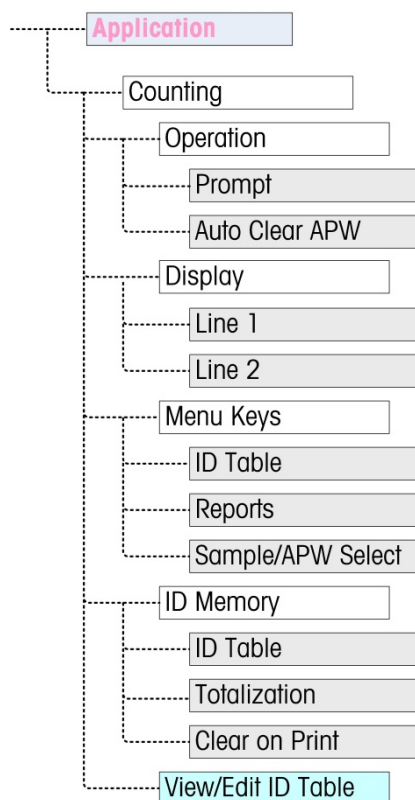 Application
Counting
Operation
Prompt
Auto Clear APW
Display
Line 1
Line 2
Menu Keys
ID Table
Reports
Sample/APW Select
ID Memory
ID Table
Totalization
Clear on Print
View/Edit ID Table